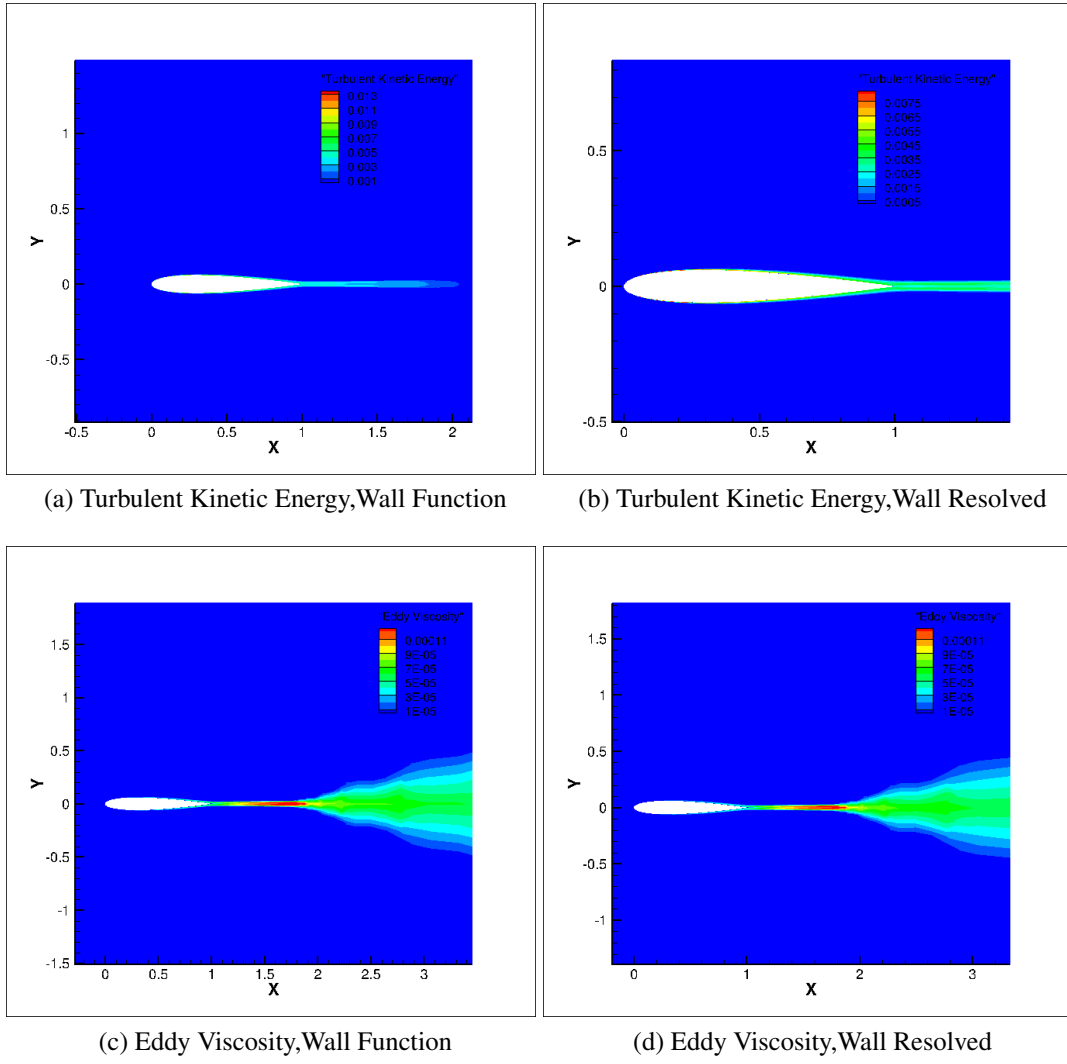 "Turbulent Kinetic Energy"
0.013
0.011
0.009
0.007
0.005
0.003
0.001
1
0.5
0
-0.5
Y
-0.5 0 0.5 1 1.5 2
X
(a) Turbulent Kinetic Energy,Wall Function
"Turbulent Kinetic Energy"
0.0075
0.0065
0.0055
0.0045
0.0035
0.0025
0.0015
0.0005
0.5
0
-0.5
Y
0 0.5 1
X
(b) Turbulent Kinetic Energy,Wall Resolved
"Eddy Viscosity"
0.00011
9E-05
7E-05
5E-05
3E-05
1E-05
1.5
1
0.5
0
-0.5
-1
-1.5
Y
0 0.5 1 1.5 2 2.5 3
X
(c) Eddy Viscosity,Wall Function
"Eddy Viscosity"
0.00011
9E-05
7E-05
5E-05
3E-05
1E-05
1.5
1
0.5
0
-0.5
-1
Y
0 1 2 3
X
(d) Eddy Viscosity,Wall Resolved